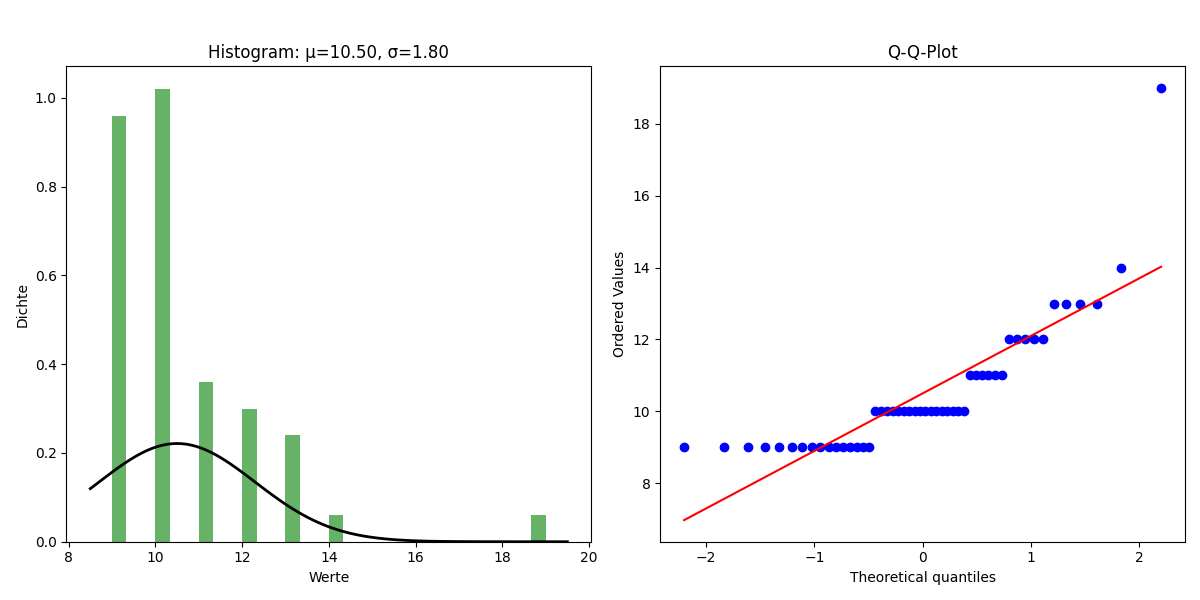 Histogram: μ=10.50, σ=1.80
Dichte
1.0
0.8
0.6
0.4
0.2
0.0
8 10 12 14 16 18 20
Werte
Q-Q-Plot
Ordered Values
18
16
14
12
10
8
−2 −1 0 1 2
Theoretical quantiles